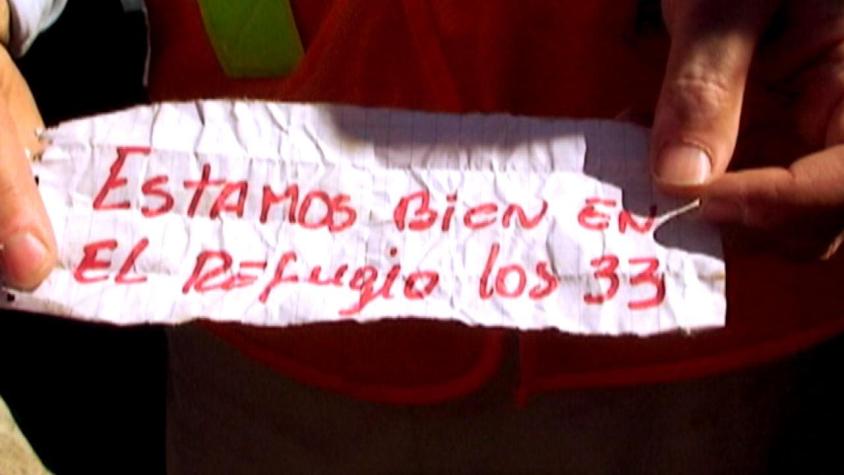 ESTAMOS BiEN EN
EL REfugio los 33